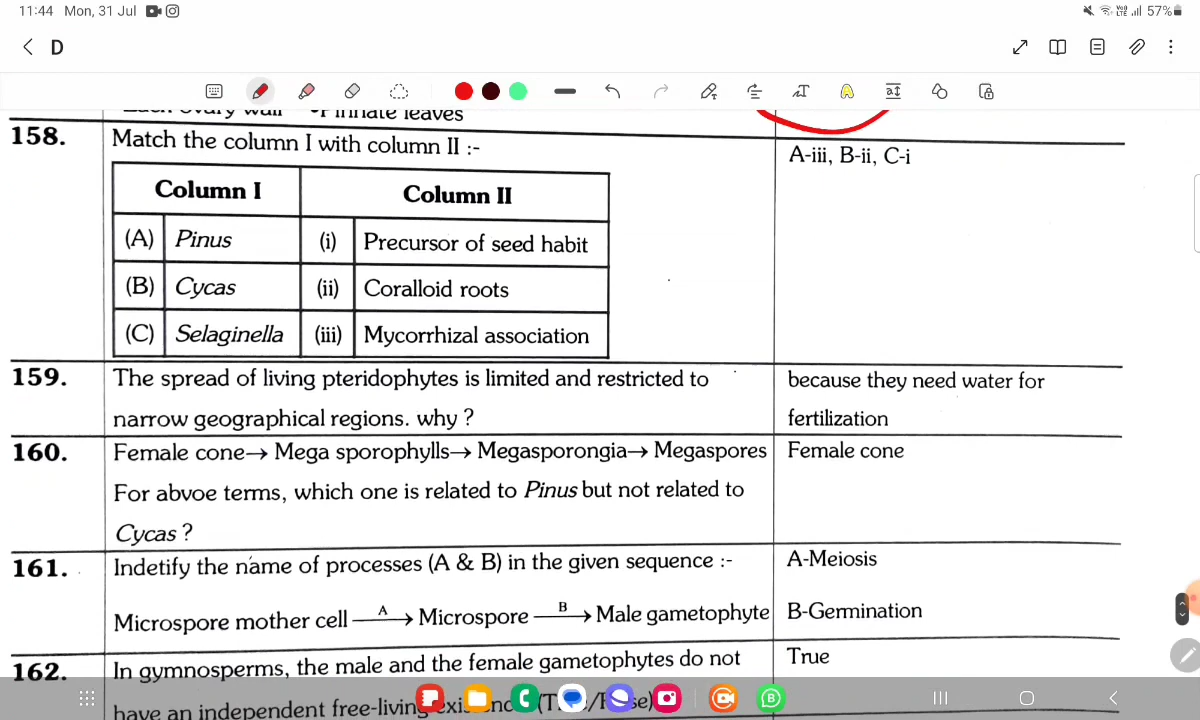 11:44 Mon, 31 Jul 57%
D
Each ovary wall •Pinnate leaves
158. Match the column I with column II :- A-iii, B-ii, C-i
Column I Column II
(A) Pinus (i) Precursor of seed habit
(B) Cycas (ii) Coralloid roots
(C) Selaginella (iii) Mycorrhizal association
159. The spread of living pteridophytes is limited and restricted to because they need water for
narrow geographical regions. why ? fertilization
160. Female cone→ Mega sporophylls→ Megasporongia→ Megaspores Female cone
For abvoe terms, which one is related to Pinus but not related to
Cycas ?
161. Indetify the name of processes (A & B) in the given sequence :- A-Meiosis
Microspore mother cell —A→ Microspore —B→ Male gametophyte B-Germination
162. In gymnosperms, the male and the female gametophytes do not True
have an independent free-living